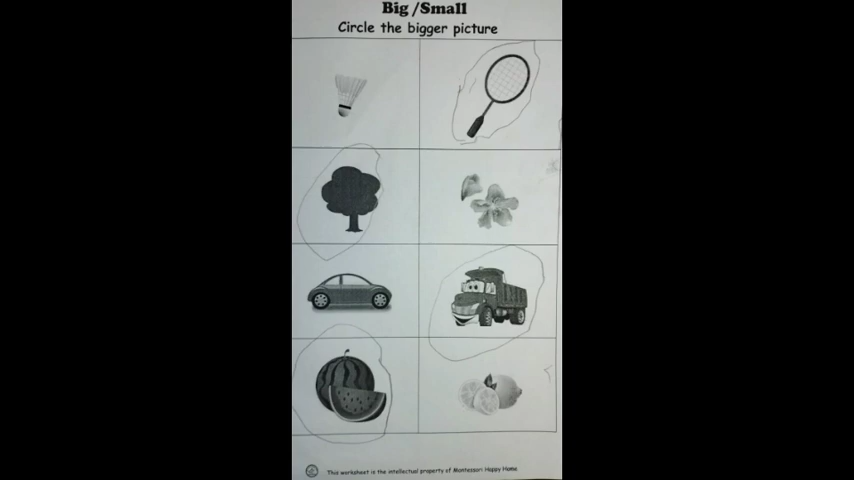 Big /Small
Circle the bigger picture
This worksheet is the intellectual property of Montessori Happy Home